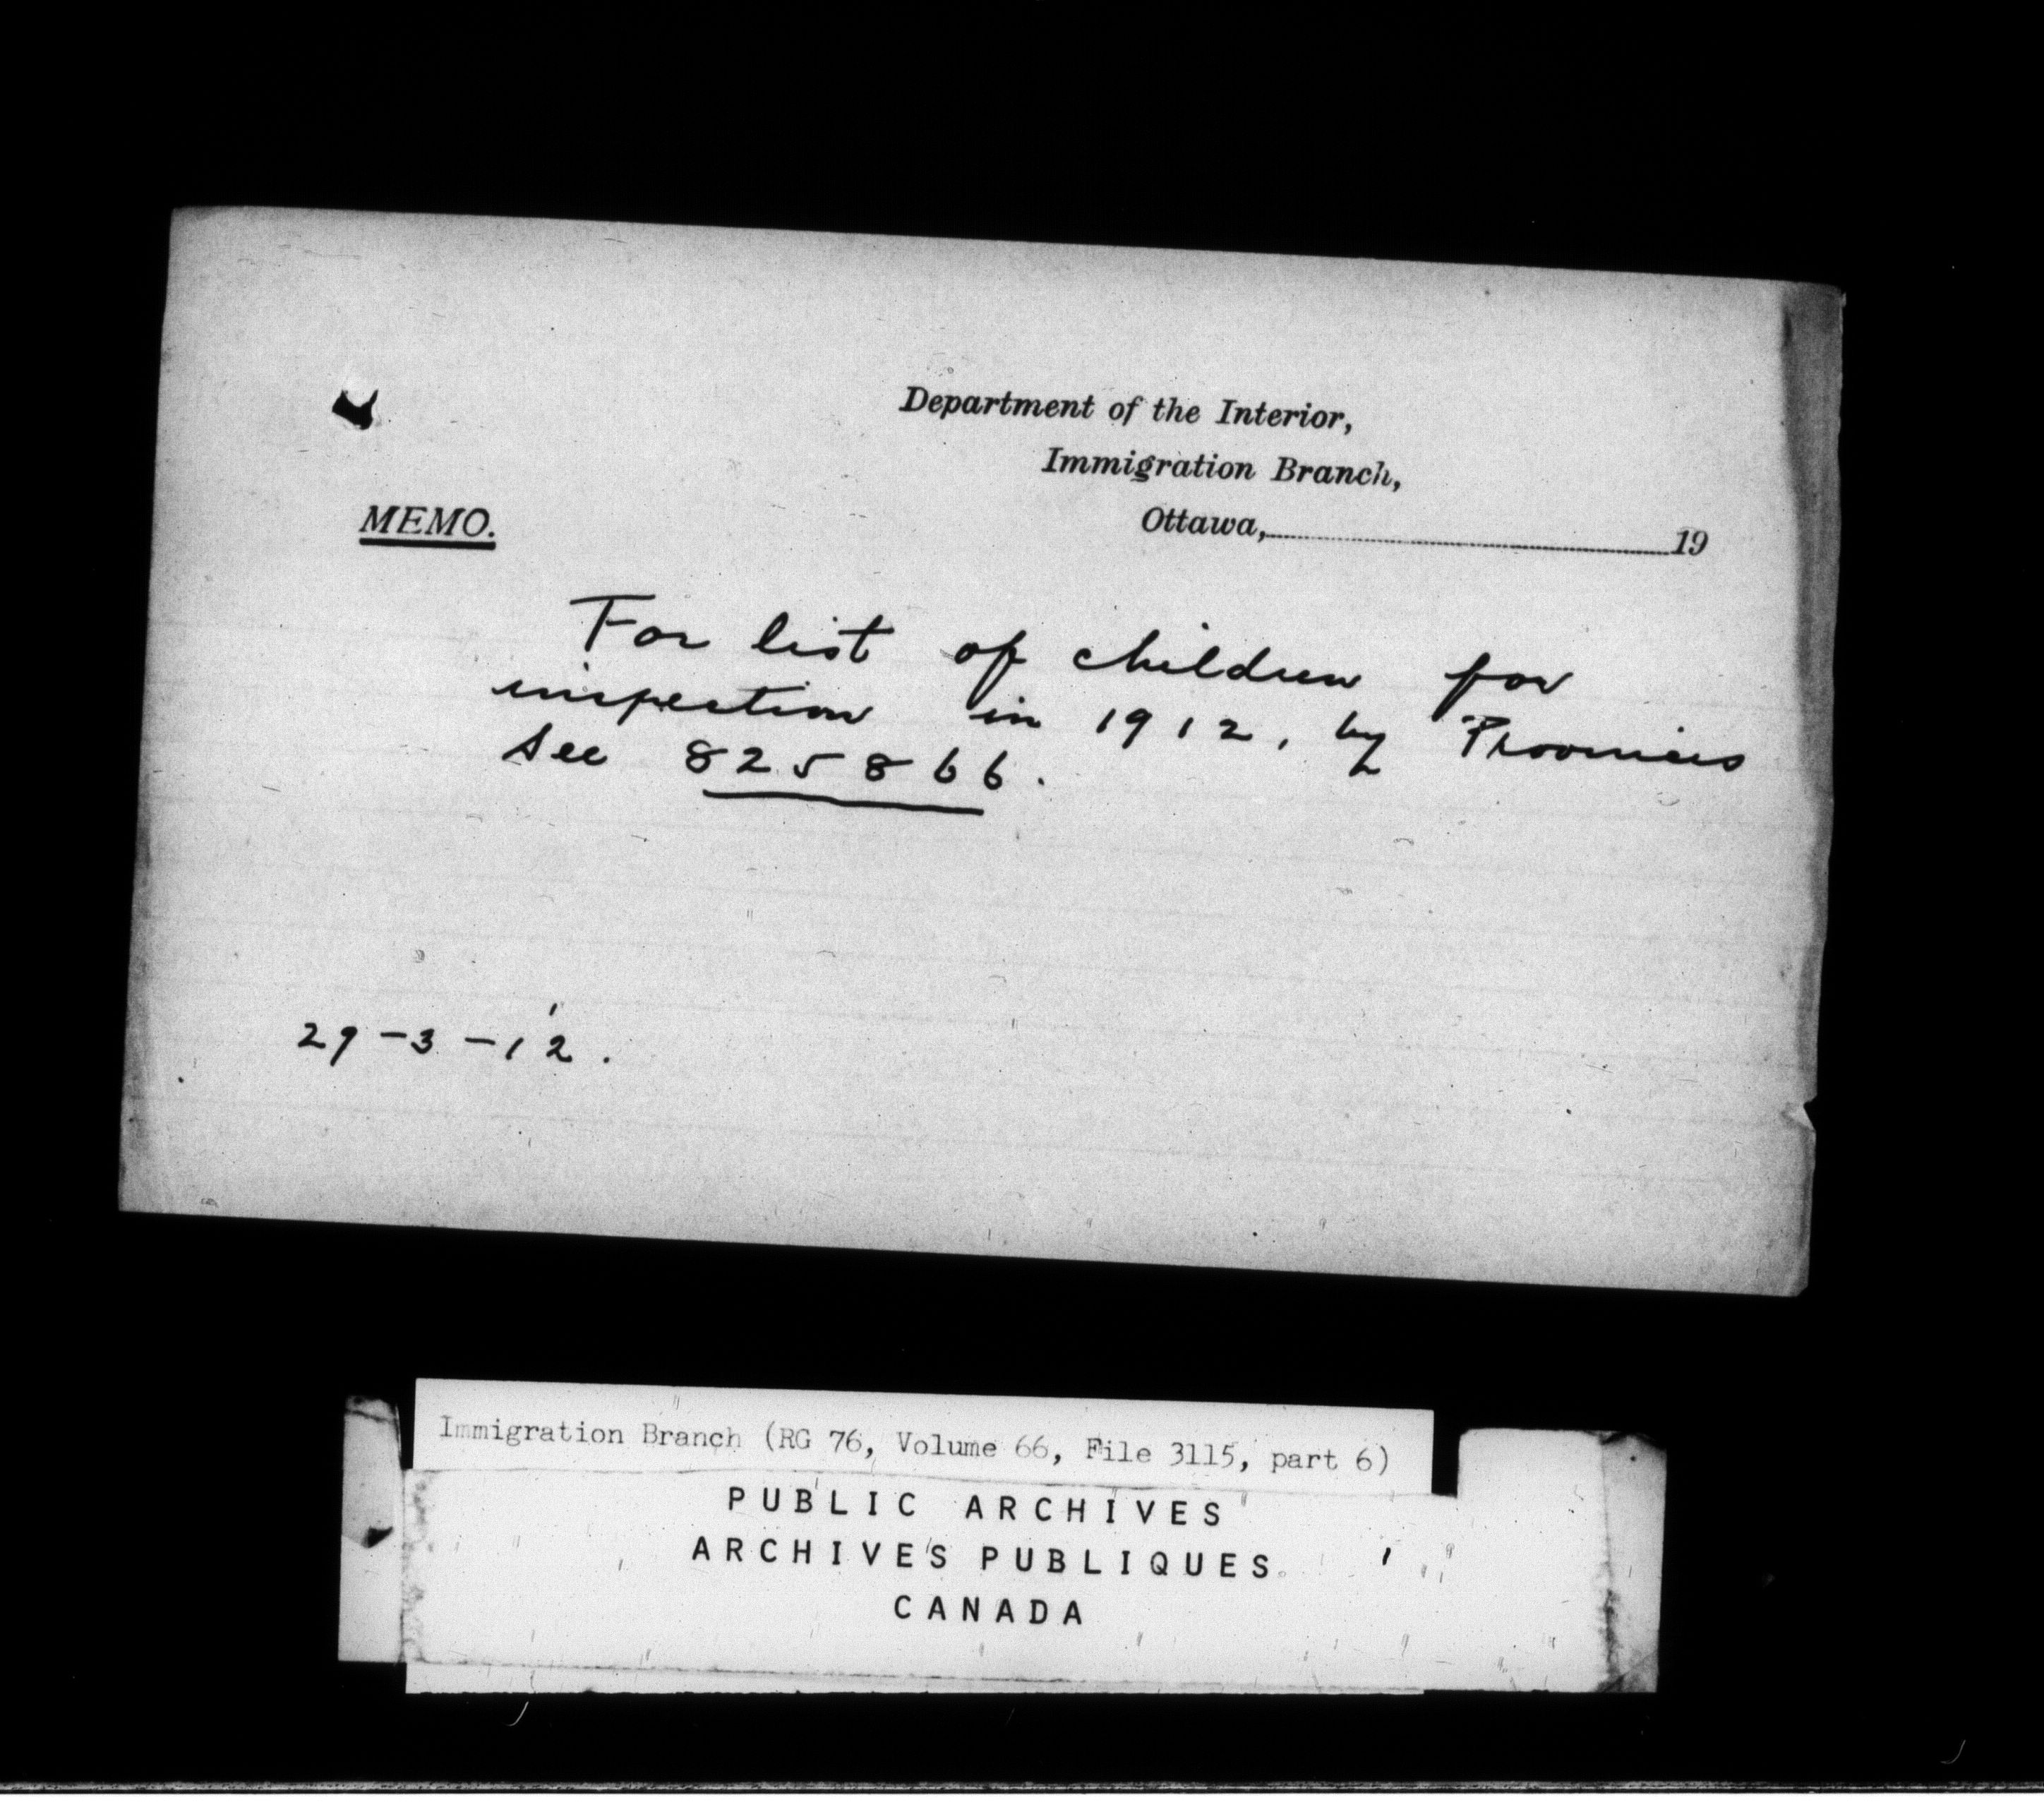 Department of the Interior,
Immigration Branch,
MEMO. Ottawa, 19
For list of children for
inspection in 1912, by Provinces
see 825866.
29-3-12.
Immigration Branch (RG 76, Volume 66, File 3115, part 6)
PUBLIC ARCHIVES
ARCHIVES PUBLIQUES
CANADA